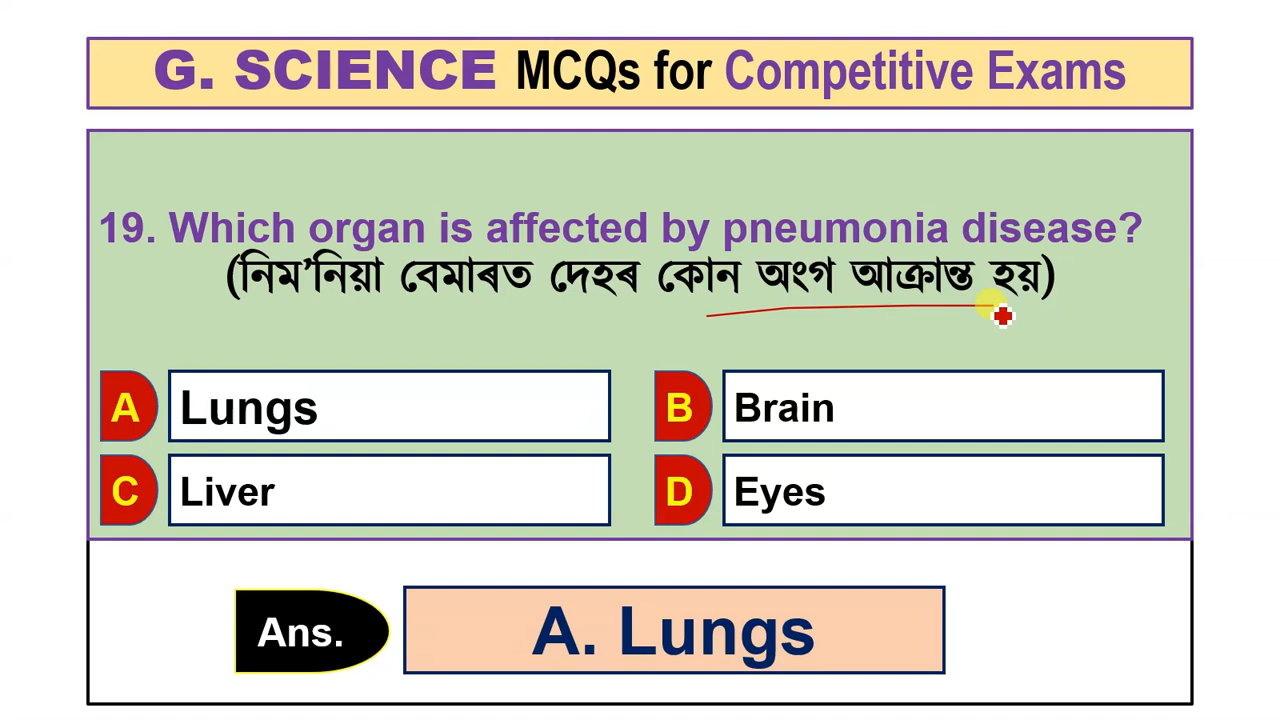 G. SCIENCE MCQs for Competitive Exams
19. Which organ is affected by pneumonia disease?
(নিম’নিয়া বেমাৰত দেহৰ কোন অংগ আক্ৰান্ত হয়)
A Lungs
B Brain
C Liver
D Eyes
Ans. A. Lungs